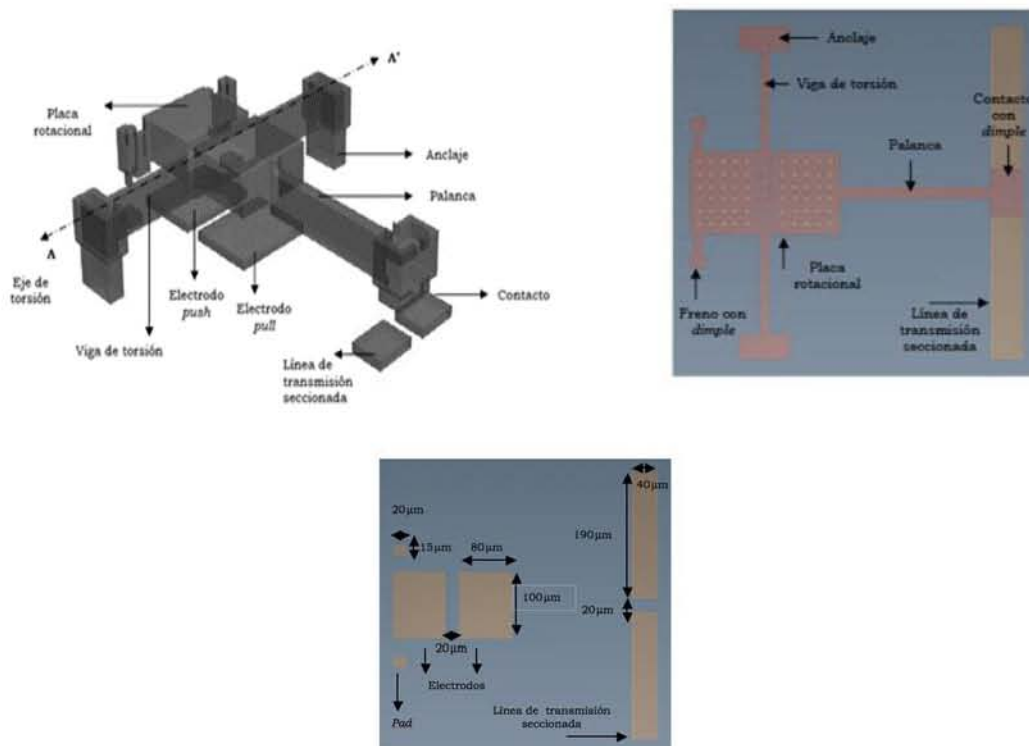 A'
Placa
rotacional
Anclaje
Palanca
A
Eje de
torsión
Electrodo
push
Electrodo
pull
Contacto
Viga de torsión
Línea de
transmisión
seccionada
Anclaje
Viga de torsión
Contacto
con
dimple
Palanca
Placa
rotacional
Freno con
dimple
Línea de
transmisión
seccionada
40µm
20µm
190µm
15µm
80µm
100µm
20µm
20µm
Electrodos
Pad
Línea de transmisión
seccionada